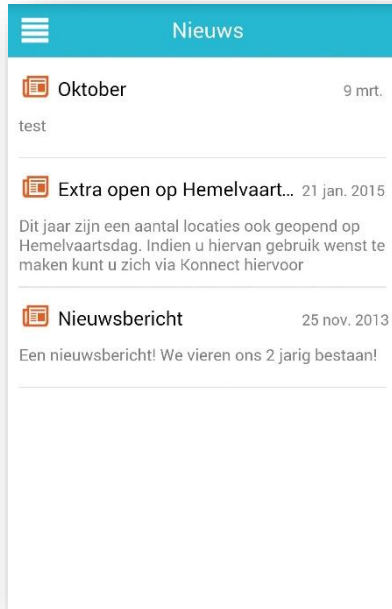 Nieuws
Oktober 9 mrt.
test
Extra open op Hemelvaart... 21 jan. 2015
Dit jaar zijn een aantal locaties ook geopend op
Hemelvaartsdag. Indien u hiervan gebruik wenst te
maken kunt u zich via Konnect hiervoor
Nieuwsbericht 25 nov. 2013
Een nieuwsbericht! We vieren ons 2 jarig bestaan!